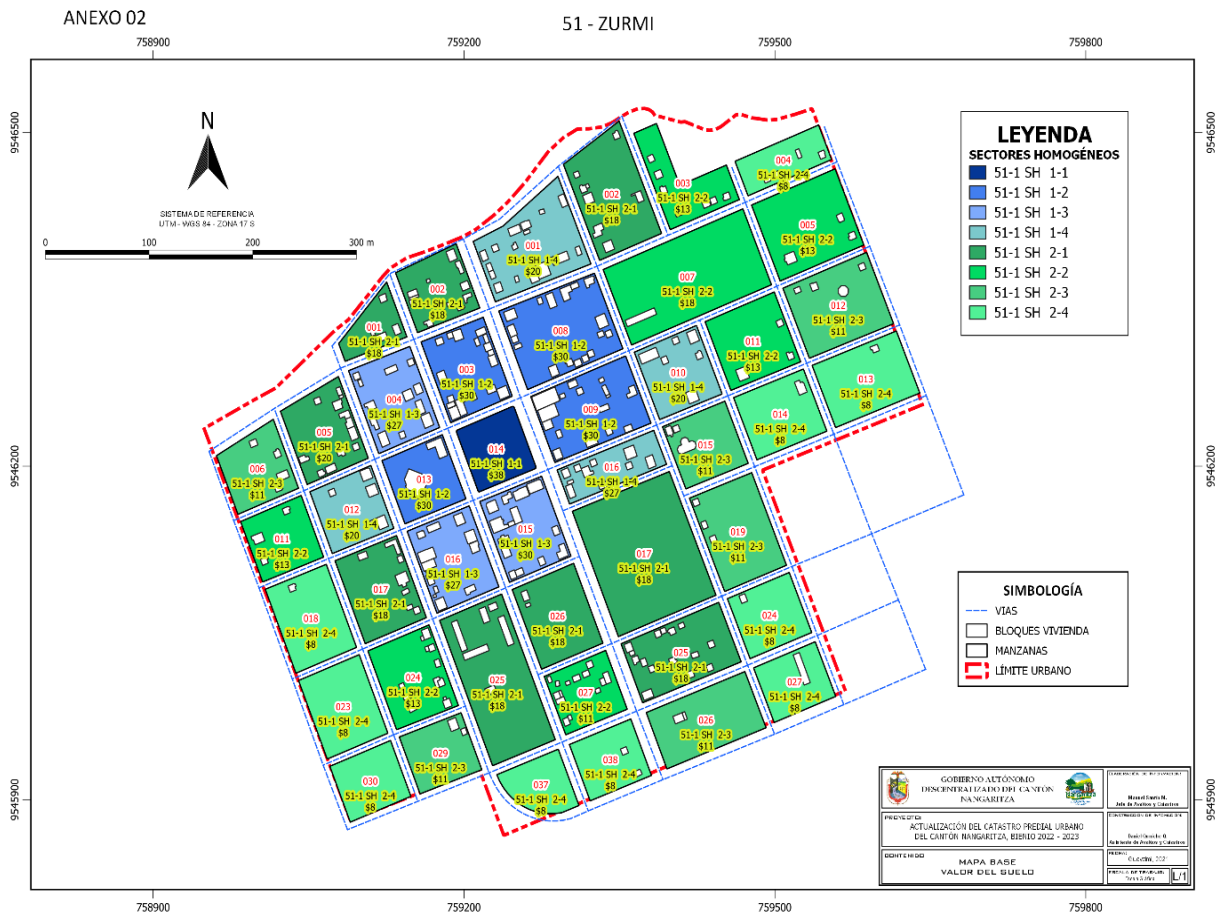 ANEXO 02
51 - ZURMI
758900
759200
759500
759800
9546500
9546500
N
SISTEMA DE REFERENCIA
UTM - WGS 84 - ZONA 17 S
0
100
200
300 m
LEYENDA
SECTORES HOMOGÉNEOS
51-1 SH 1-1
51-1 SH 1-2
51-1 SH 1-3
51-1 SH 1-4
51-1 SH 2-1
51-1 SH 2-2
51-1 SH 2-3
51-1 SH 2-4
004
51-1 SH 2-4
$8
003
51-1 SH 2-2
$13
002
51-1 SH 2-1
$18
005
51-1 SH 2-2
$13
001
51-1 SH 1-4
$20
007
51-1 SH 2-2
$18
002
51-1 SH 2-1
$18
012
51-1 SH 2-3
$11
001
51-1 SH 2-1
$18
008
51-1 SH 1-2
$30
011
51-1 SH 2-2
$13
003
51-1 SH 1-2
$30
010
51-1 SH 1-4
$20
013
51-1 SH 2-4
$8
004
51-1 SH 1-3
$27
009
51-1 SH 1-2
$30
014
51-1 SH 2-4
$8
005
51-1 SH 2-1
$20
014
51-1 SH 1-1
$38
015
51-1 SH 2-3
$11
9546200
9546200
006
51-1 SH 2-3
$11
016
51-1 SH 1-4
$27
013
51-1 SH 1-2
$30
012
51-1 SH 1-4
$20
015
51-1 SH 1-3
$30
019
51-1 SH 2-3
$11
011
51-1 SH 2-2
$13
017
51-1 SH 2-1
$18
016
51-1 SH 1-3
$27
017
51-1 SH 2-1
$18
018
51-1 SH 2-4
$8
026
51-1 SH 2-1
$18
024
51-1 SH 2-4
$8
025
51-1 SH 2-1
$18
024
51-1 SH 2-2
$13
025
51-1 SH 2-1
$18
027
51-1 SH 2-4
$8
027
51-1 SH 2-2
$11
023
51-1 SH 2-4
$8
026
51-1 SH 2-3
$11
029
51-1 SH 2-3
$11
038
51-1 SH 2-4
$8
030
51-1 SH 2-4
$8
037
51-1 SH 2-4
$8
SIMBOLOGÍA
VIAS
BLOQUES VIVIENDA
MANZANAS
LÍMITE URBANO
9545900
9545900
GOBIERNO AUTÓNOMO
DESCENTRALIZADO DEL CANTÓN
NANGARITZA
PROYECTO:
ACTUALIZACIÓN DEL CATASTRO PREDIAL URBANO
DEL CANTÓN NANGARITZA, BIENIO 2022 - 2023
CONTENIDO
MAPA BASE
VALOR DEL SUELO
Jefe de Avalúos y Catastros
L/1
758900
759200
759500
759800